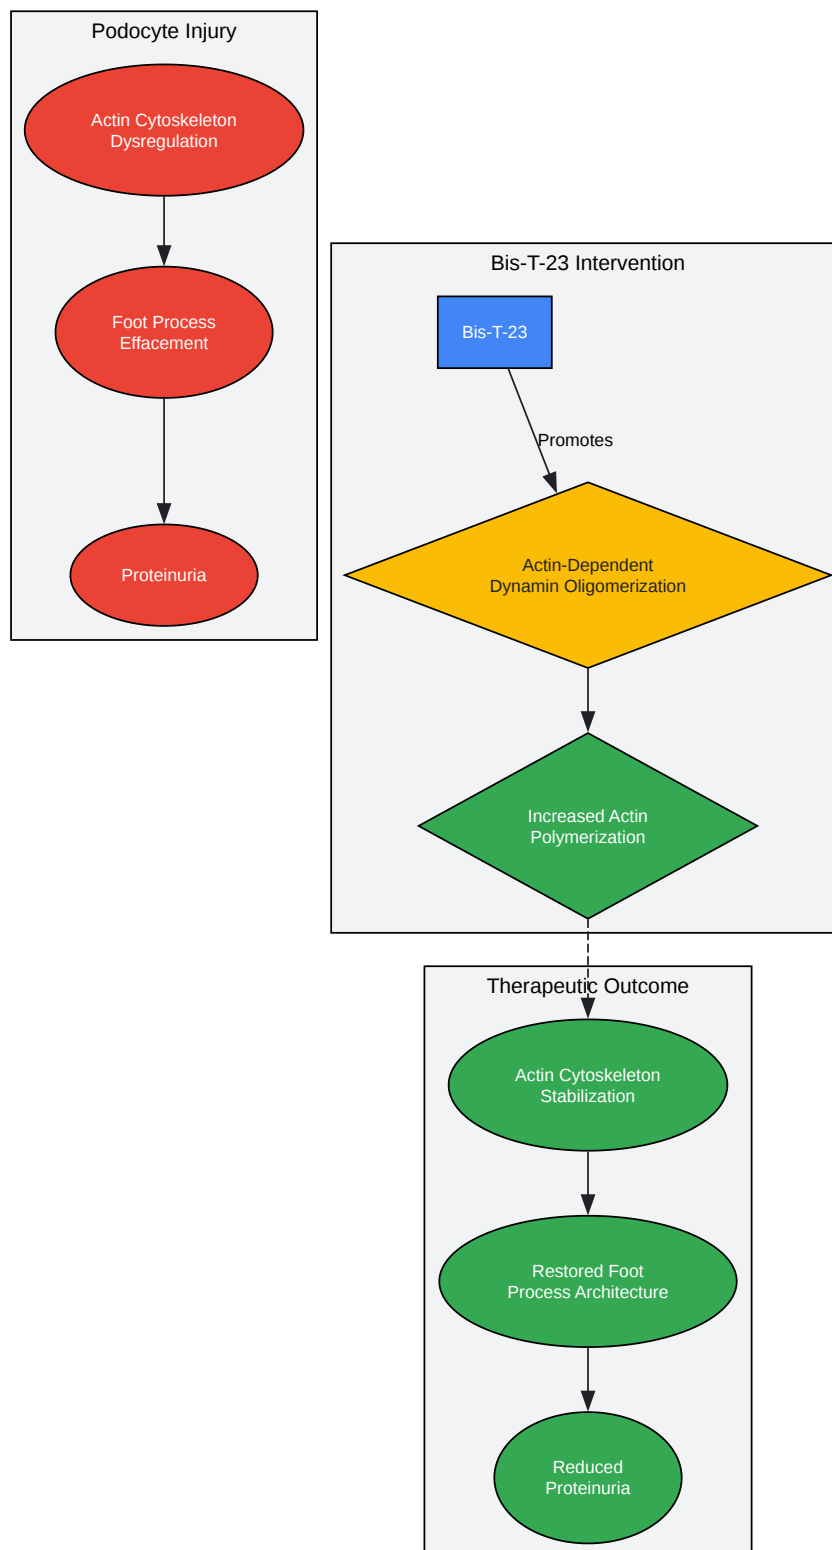 Podocyte Injury
Actin Cytoskeleton
Dysregulation
Foot Process
Effacement
Proteinuria
Bis-T-23 Intervention
Bis-T-23
Promotes
Actin-Dependent
Dynamin Oligomerization
Increased Actin
Polymerization
Therapeutic Outcome
Actin Cytoskeleton
Stabilization
Restored Foot
Process Architecture
Reduced
Proteinuria